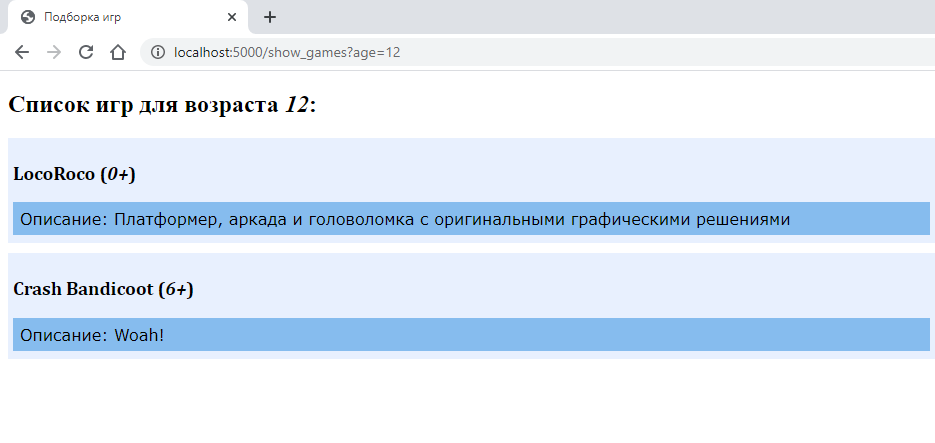 Подборка игр
localhost:5000/show_games?age=12
Список игр для возраста 12:
LocoRoco (0+)
Описание: Платформер, аркада и головоломка с оригинальными графическими решениями
Crash Bandicoot (6+)
Описание: Woah!